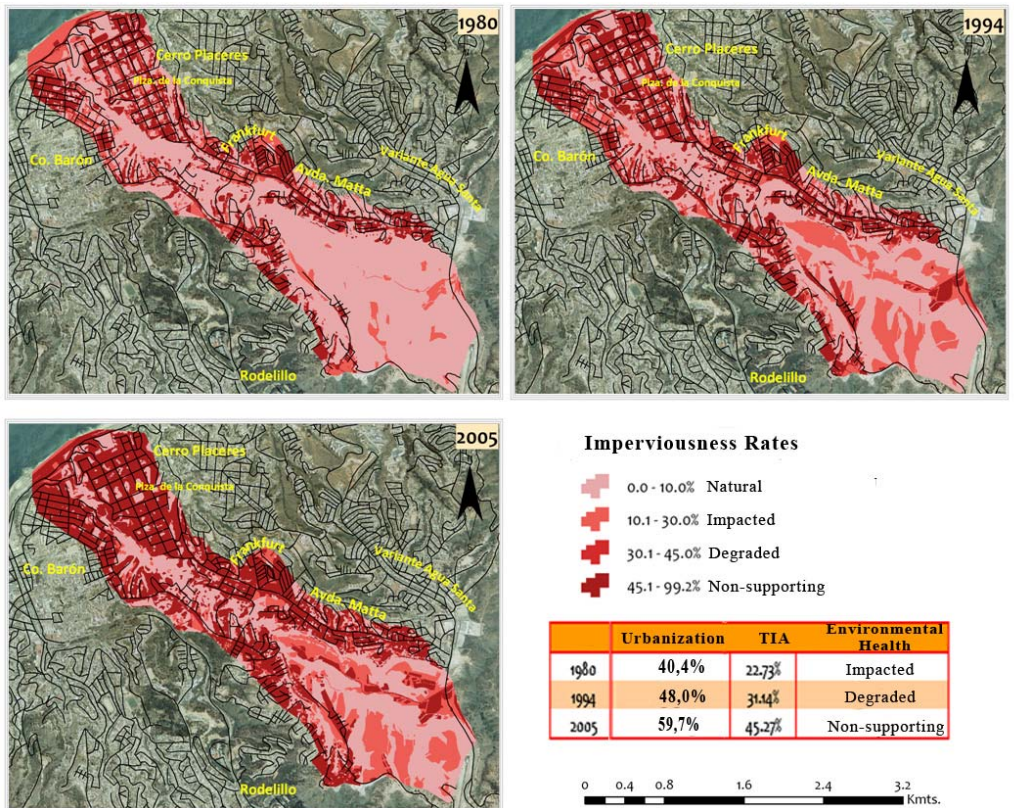 1980
Cerro Placeres
Plza. de la Conquista
Frankfurt
Co. Barón
Avda. Matta
Variante Agua Santa
Rodelillo
1994
Cerro Placeres
Plza. de la Conquista
Frankfurt
Co. Barón
Avda. Matta
Variante Agua Santa
Rodelillo
2005
Cerro Placeres
Plza. de la Conquista
Frankfurt
Co. Barón
Avda. Matta
Variante Agua Santa
Rodelillo
Imperviousness Rates
0.0 - 10.0% Natural
10.1 - 30.0% Impacted
30.1 - 45.0% Degraded
45.1 - 99.2% Non-supporting
Urbanization TIA Environmental Health
1980 40,4% 22.73% Impacted
1994 48,0% 31.14% Degraded
2005 59,7% 45.27% Non-supporting
0 0.4 0.8 1.6 2.4 3.2
Kmts.